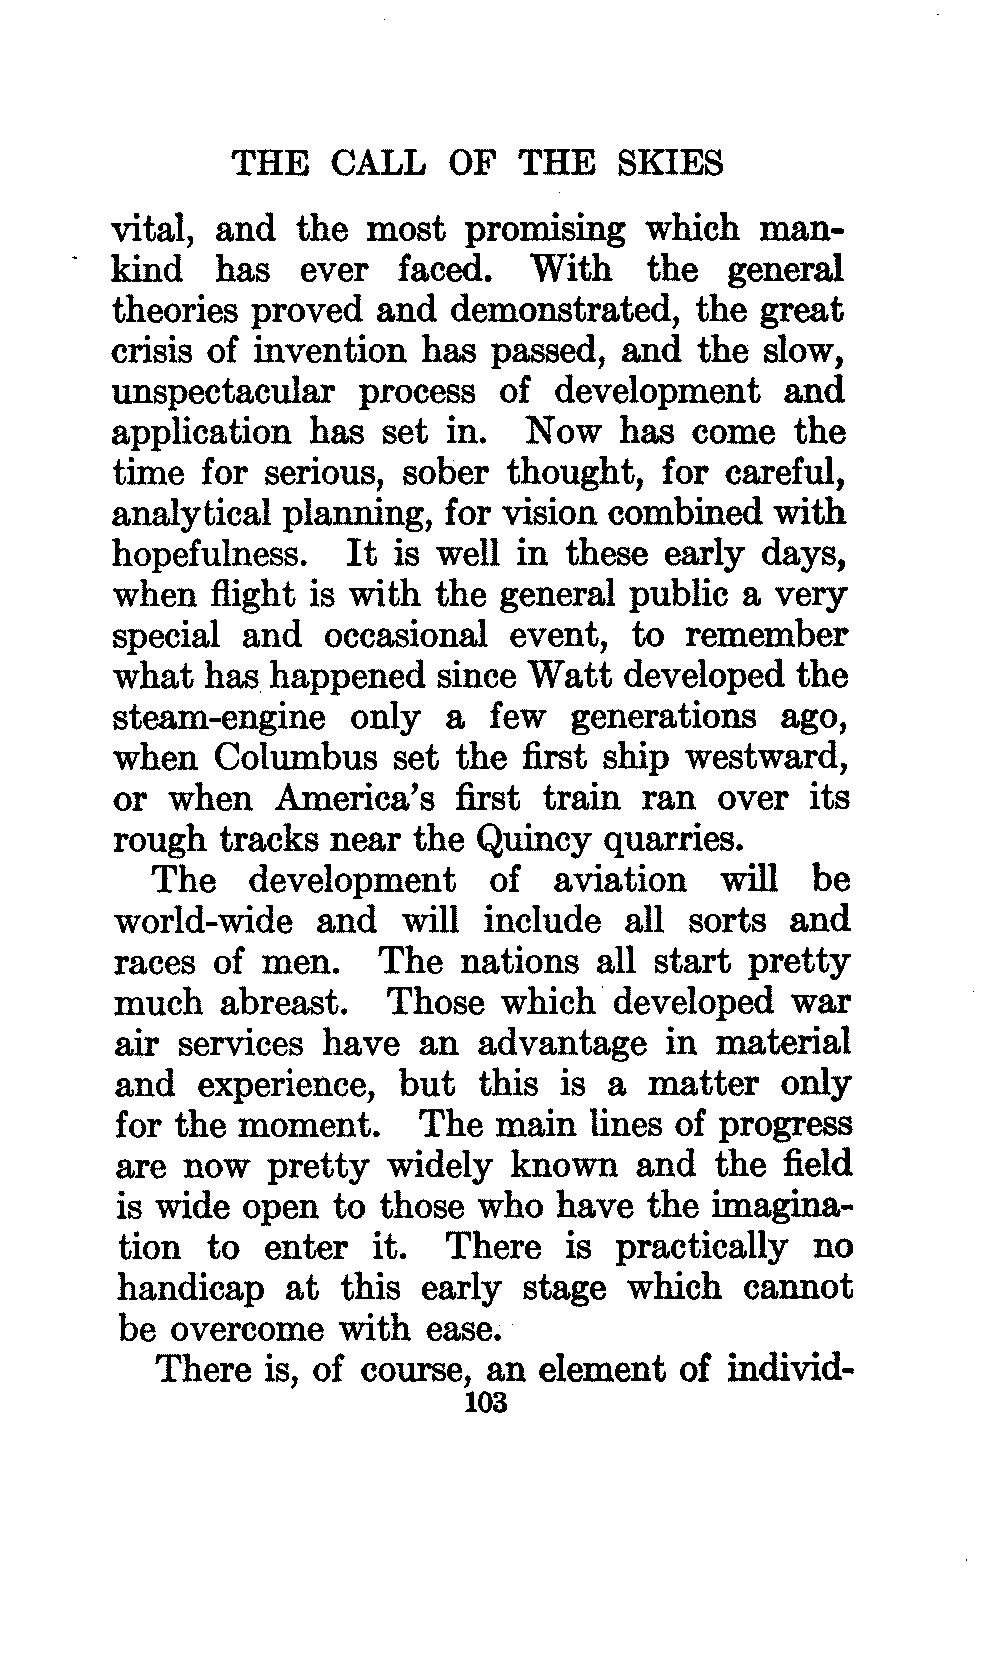 THE CALL OF THE SKIES
vital, and the most promising which man-
kind has ever faced. With the general
theories proved and demonstrated, the great
crisis of invention has passed, and the slow,
unspectacular process of development and
application has set in. Now has come the
time for serious, sober thought, for careful,
analytical planning, for vision combined with
hopefulness. It is well in these early days,
when flight is with the general public a very
special and occasional event, to remember
what has happened since Watt developed the
steam-engine only a few generations ago,
when Columbus set the first ship westward,
or when America's first train ran over its
rough tracks near the Quincy quarries.
The development of aviation will be
world-wide and will include all sorts and
races of men. The nations all start pretty
much abreast. Those which developed war
air services have an advantage in material
and experience, but this is a matter only
for the moment. The main lines of progress
are now pretty widely known and the field
is wide open to those who have the imagina-
tion to enter it. There is practically no
handicap at this early stage which cannot
be overcome with ease.
There is, of course, an element of individ-
103